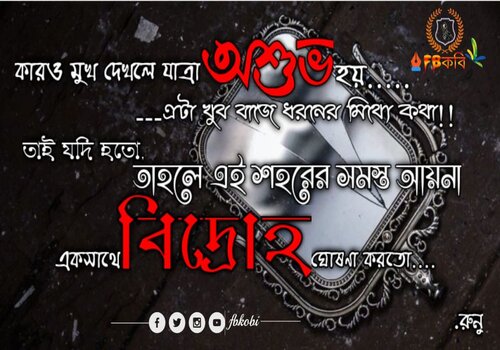 FBকবি
কারও মুখ দেখলে যাত্রা অশুভ হয়.....
---এটা খুব বাজে ধরনের মিথ্যে কথা!!
তাই যদি হতো.
তাহলে এই শহরের সমস্ত আয়না
একসাথে বিদ্রোহ ঘোষণা করতো....
.রুনু
fbkobi